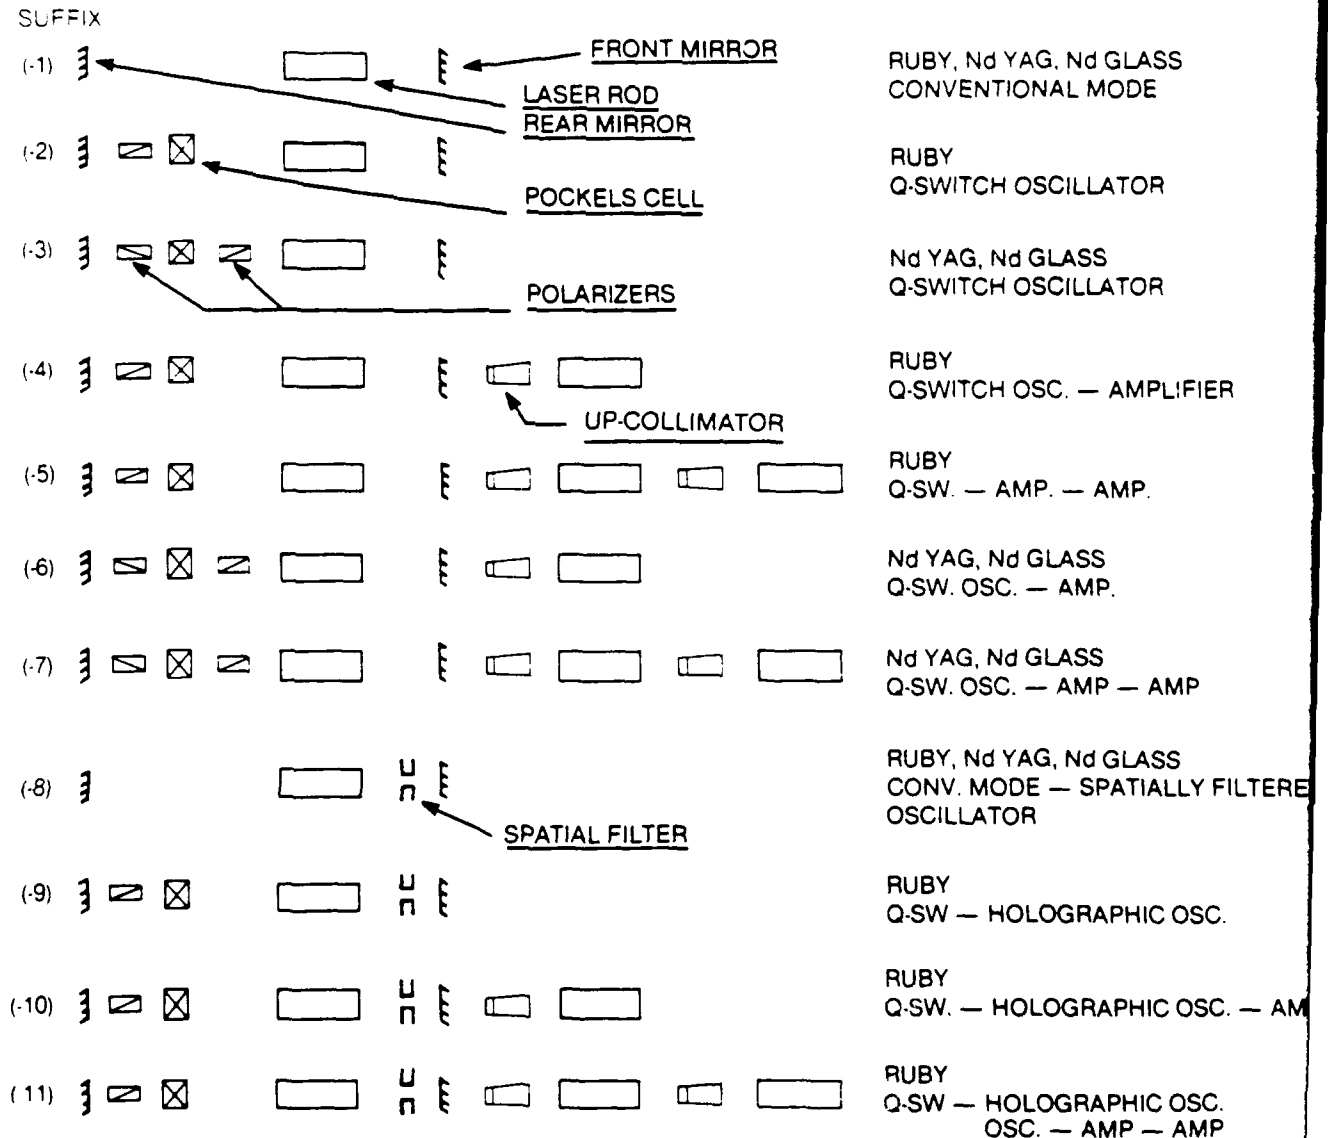 SUFFIX
(-1)
FRONT MIRROR
RUBY, Nd YAG, Nd GLASS
CONVENTIONAL MODE
LASER ROD
REAR MIRROR
(-2)
RUBY
Q-SWITCH OSCILLATOR
POCKELS CELL
(-3)
Nd YAG, Nd GLASS
Q-SWITCH OSCILLATOR
POLARIZERS
(-4)
RUBY
Q-SWITCH OSC. — AMPLIFIER
UP-COLLIMATOR
(-5)
RUBY
Q-SW. — AMP. — AMP.
(-6)
Nd YAG, Nd GLASS
Q-SW. OSC. — AMP.
(-7)
Nd YAG, Nd GLASS
Q-SW. OSC. — AMP — AMP
(-8)
RUBY, Nd YAG, Nd GLASS
CONV. MODE — SPATIALLY FILTERE
OSCILLATOR
SPATIAL FILTER
(-9)
RUBY
Q-SW — HOLOGRAPHIC OSC.
(-10)
RUBY
Q-SW. — HOLOGRAPHIC OSC. — AM
(11)
RUBY
Q-SW — HOLOGRAPHIC OSC.
OSC. — AMP — AMP